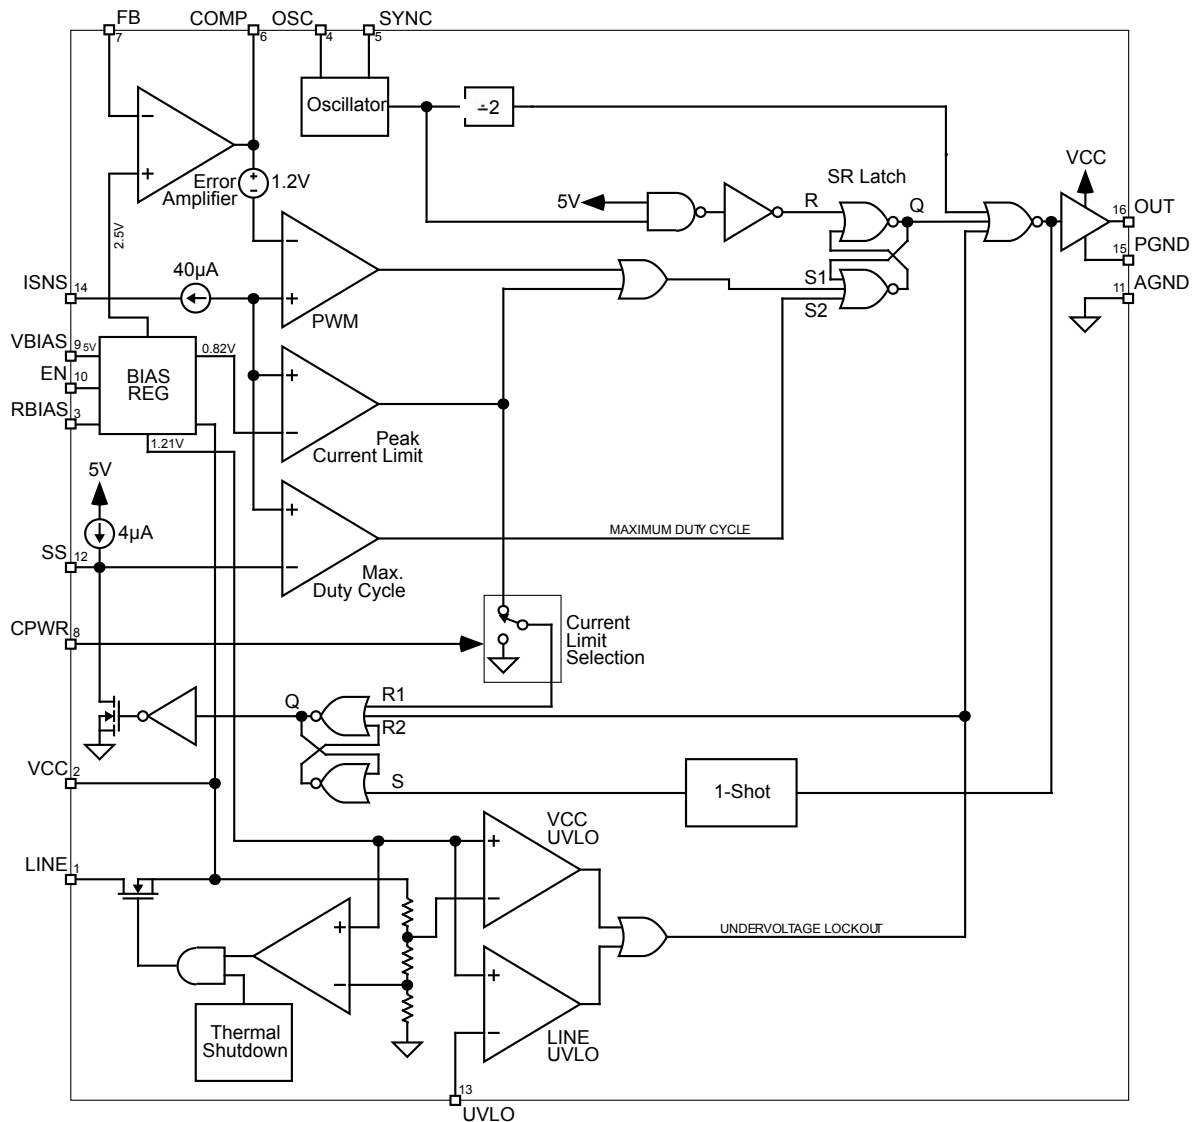 FB
COMP
OSC
SYNC
7
6
4
5
Oscillator
÷2
−
+
Error
Amplifier
+
−
1.2V
2.5V
5V
R
SR Latch
Q
VCC
16
OUT
15
PGND
11
AGND
ISNS
14
40µA
−
+
PWM
S1
S2
VBIAS
9
5V
EN
10
RBIAS
3
BIAS
REG
0.82V
1.21V
+
−
Peak
Current Limit
5V
4µA
SS
12
+
−
Max.
Duty Cycle
MAXIMUM DUTY CYCLE
CPWR
8
Current
Limit
Selection
Q
R1
R2
S
1-Shot
VCC
2
LINE
1
VCC
UVLO
+
−
+
−
Thermal
Shutdown
+
−
LINE
UVLO
UNDERVOLTAGE LOCKOUT
13
UVLO